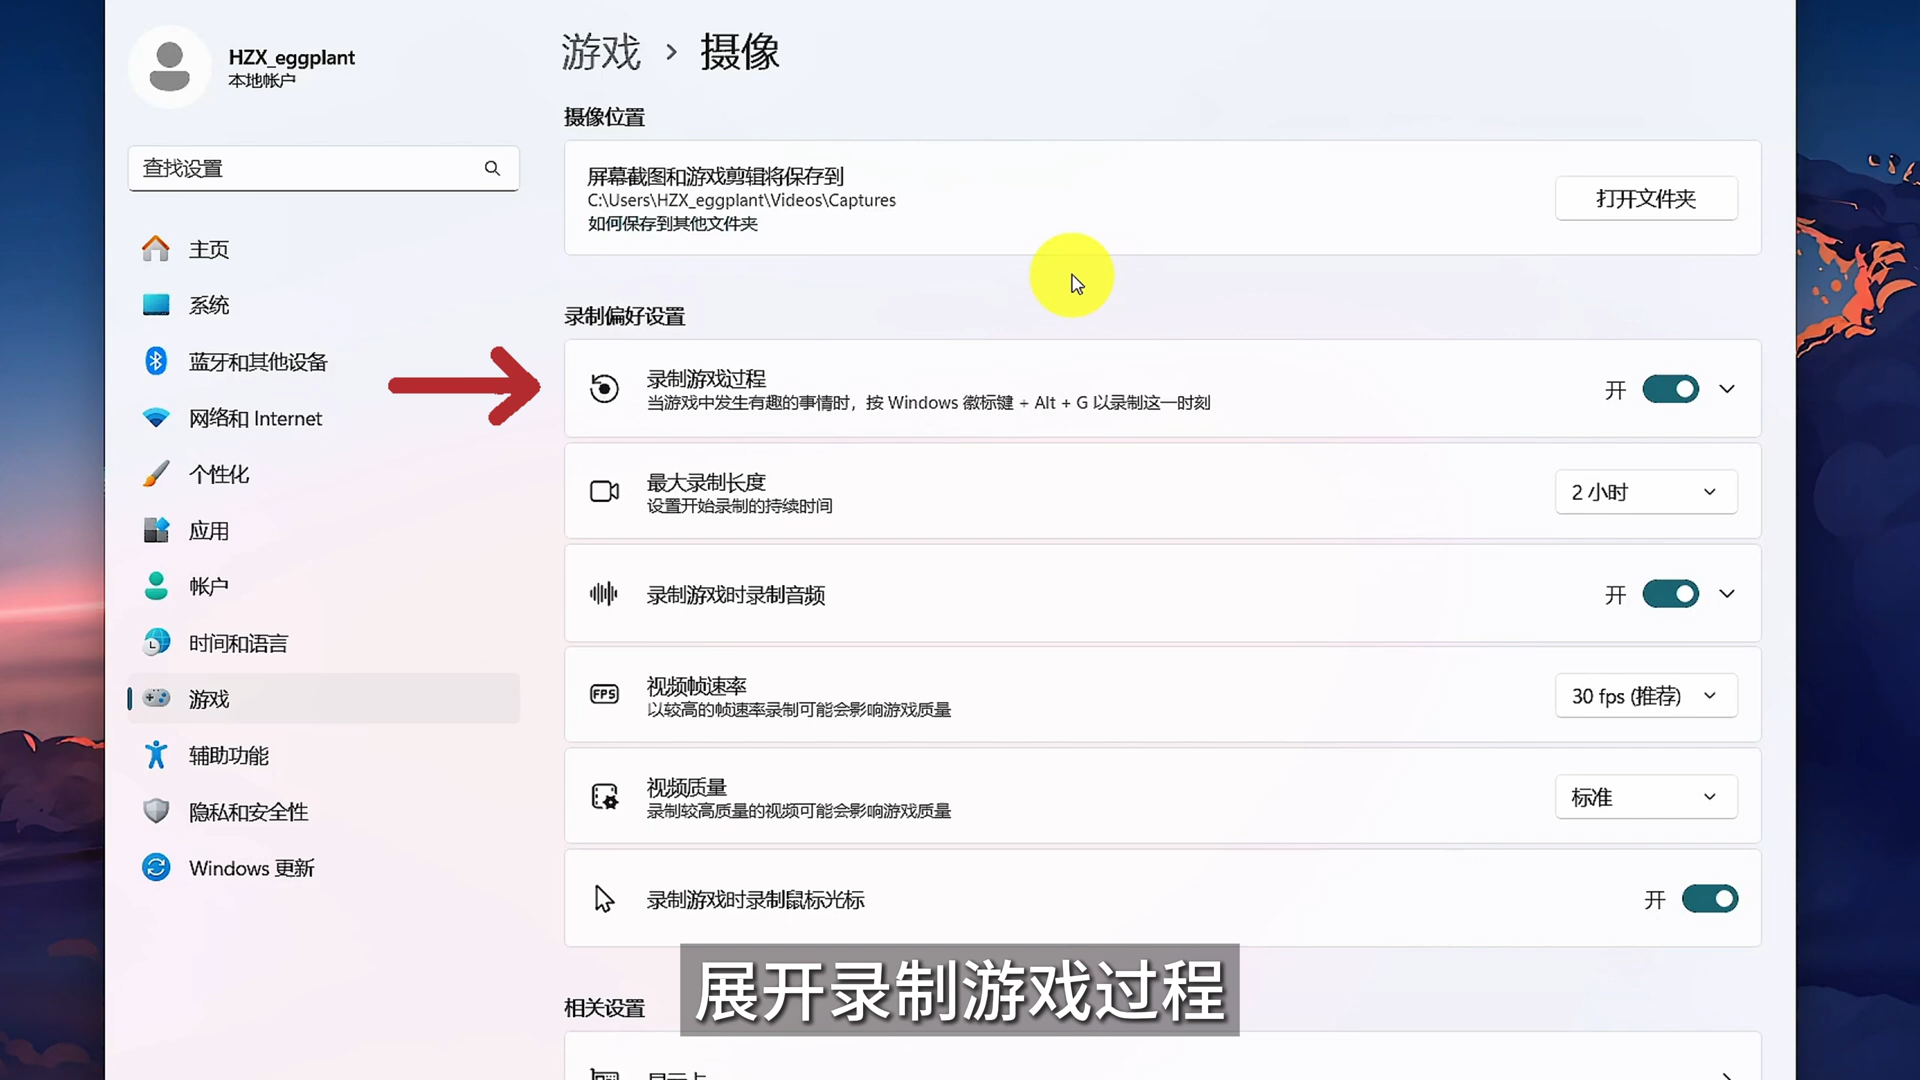 HZX_eggplant
本地帐户
查找设置
主页
系统
蓝牙和其他设备
网络和 Internet
个性化
应用
帐户
时间和语言
游戏
辅助功能
隐私和安全性
Windows 更新
游戏 › 摄像
摄像位置
屏幕截图和游戏剪辑将保存到
C:\Users\HZX_eggplant\Videos\Captures
如何保存到其他文件夹
打开文件夹
录制偏好设置
录制游戏过程
当游戏中发生有趣的事情时，按 Windows 徽标键 + Alt + G 以录制这一时刻
开
最大录制长度
设置开始录制的持续时间
2 小时
录制游戏时录制音频
开
FPS
视频帧速率
以较高的帧速率录制可能会影响游戏质量
30 fps (推荐)
视频质量
录制较高质量的视频可能会影响游戏质量
标准
录制游戏时录制鼠标光标
开
相关设置
展开录制游戏过程